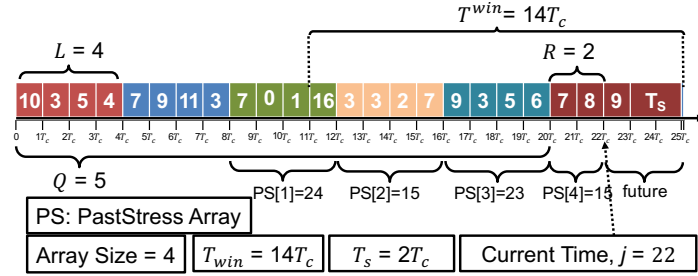 T^win = 14T_c
L = 4
R = 2
10 3 5 4 7 9 11 3 7 0 1 16 3 3 2 7 9 3 5 6 7 8 9 T_S
0 1T_c 2T_c 3T_c 4T_c 5T_c 6T_c 7T_c 8T_c 9T_c 10T_c 11T_c 12T_c 13T_c 14T_c 15T_c 16T_c 17T_c 18T_c 19T_c 20T_c 21T_c 22T_c 23T_c 24T_c 25T_c
Q = 5
PS[1]=24 PS[2]=15 PS[3]=23 PS[4]=15 future
PS: PastStress Array
Array Size = 4
T_win = 14T_c
T_s = 2T_c
Current Time, j = 22